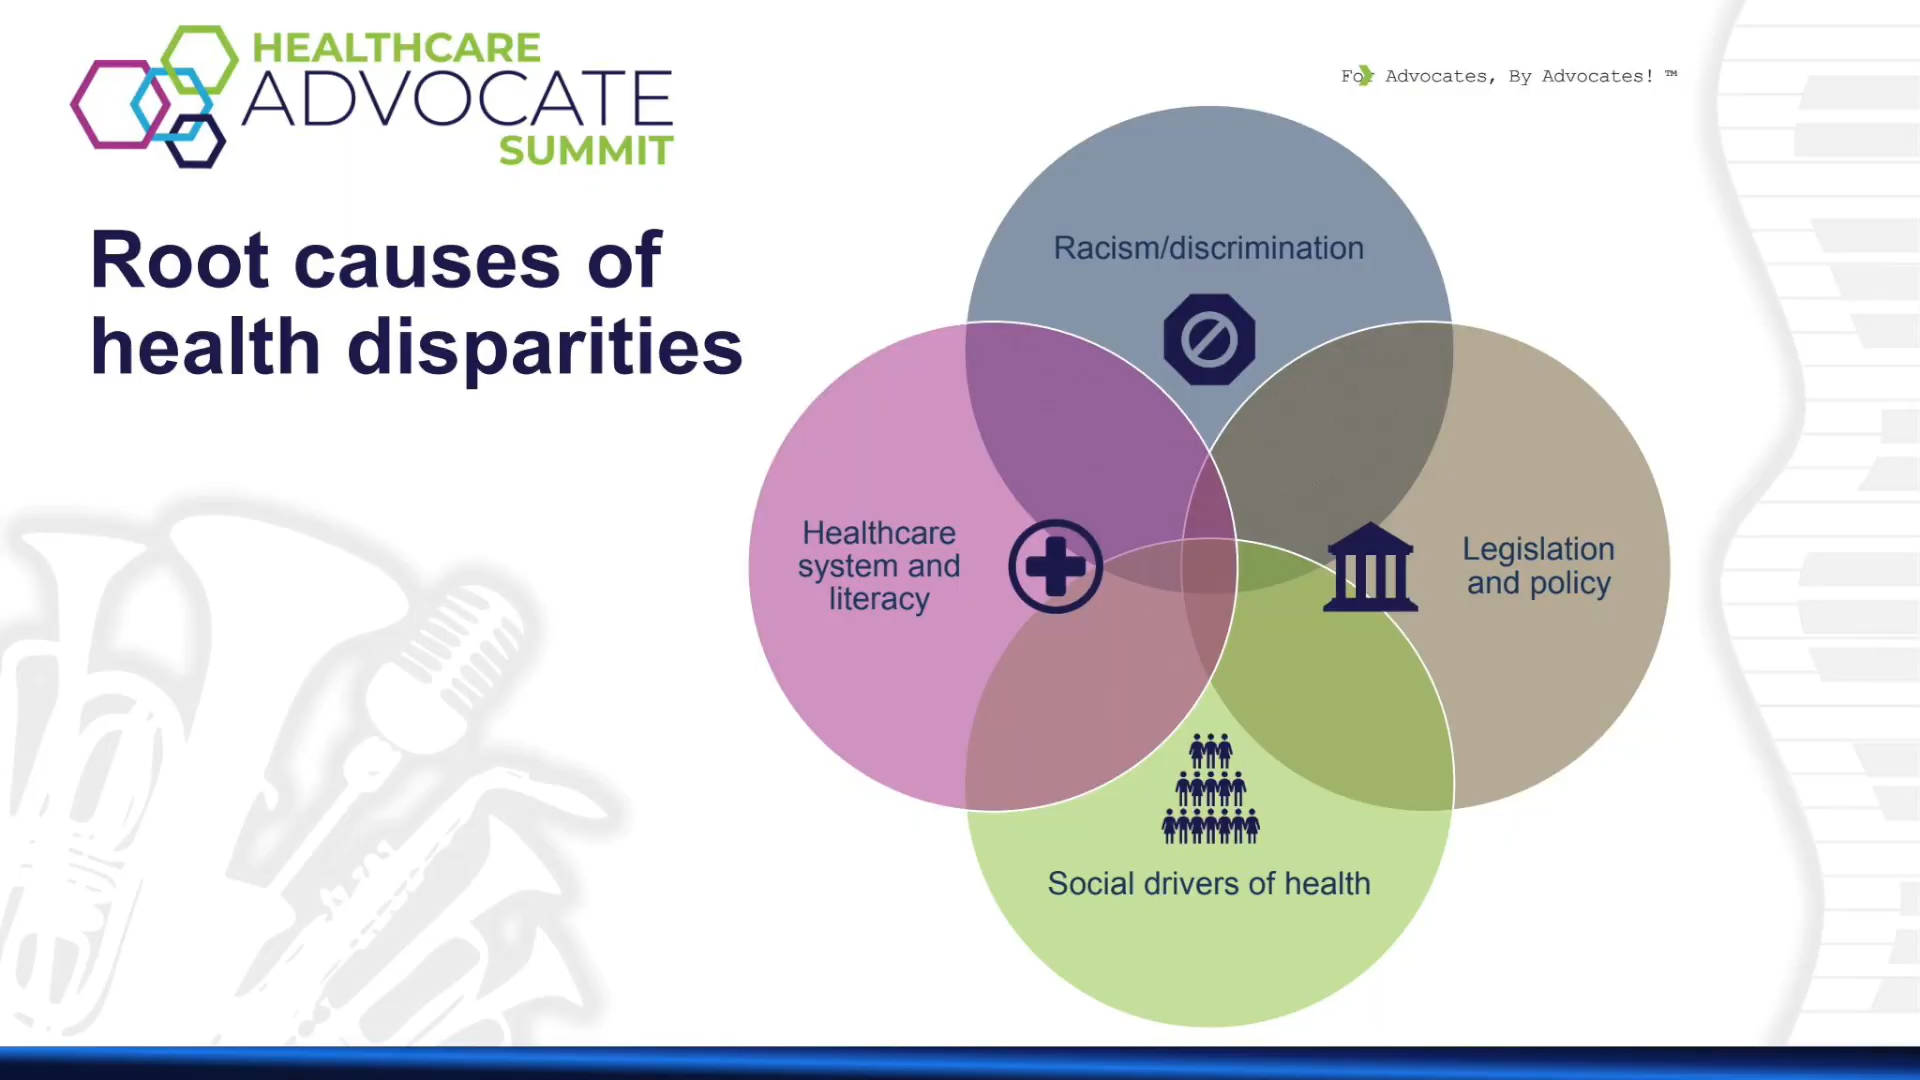 HEALTHCARE
ADVOCATE
SUMMIT
For Advocates, By Advocates! ™
Root causes of
health disparities
Racism/discrimination
Healthcare
system and
literacy
Legislation
and policy
Social drivers of health